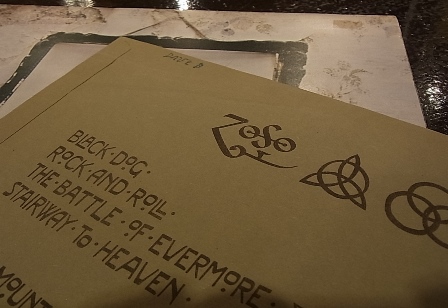 BLACK·DOG·
ROCK·AND·ROLL·
THE·BATTLE·OF·EVERMORE·
STAIRWAY·TO·HEAVEN·